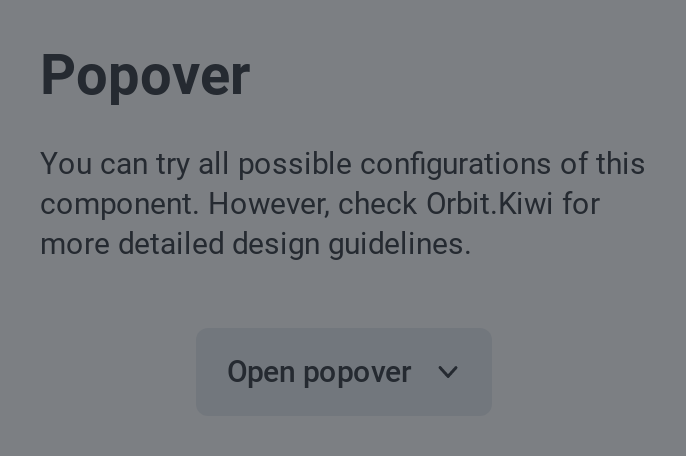 Popover
You can try all possible configurations of this
component. However, check Orbit.Kiwi for
more detailed design guidelines.
Open popover